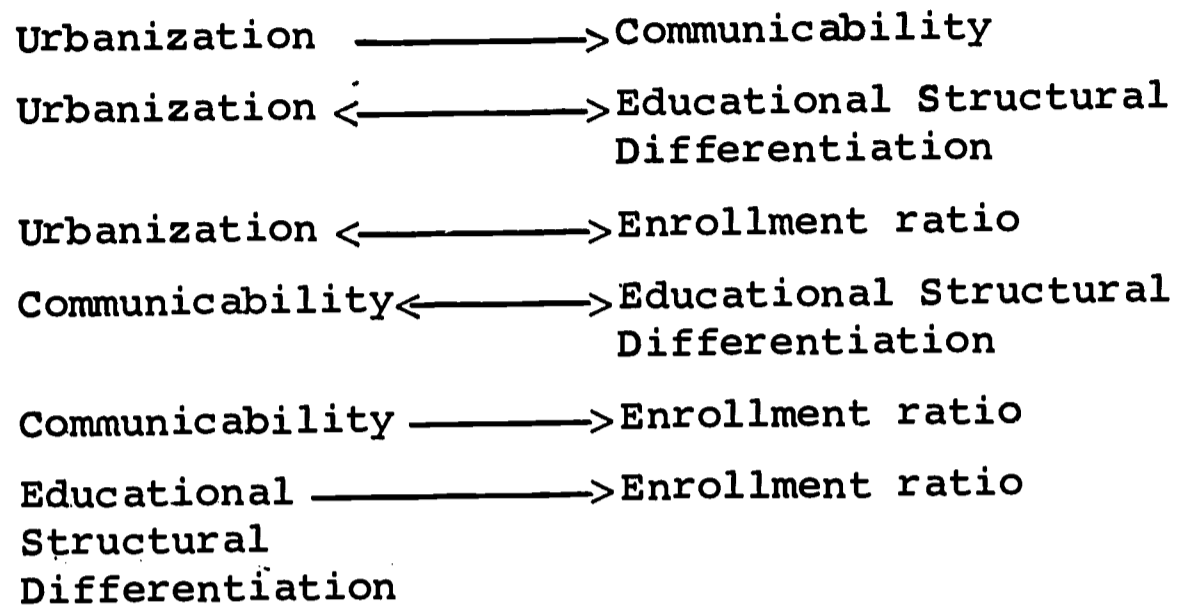 Urbanization ————> Communicability
Urbanization <————> Educational Structural
Differentiation
Urbanization <————> Enrollment ratio
Communicability <————> Educational Structural
Differentiation
Communicability ————> Enrollment ratio
Educational ————> Enrollment ratio
Structural
Differentiation